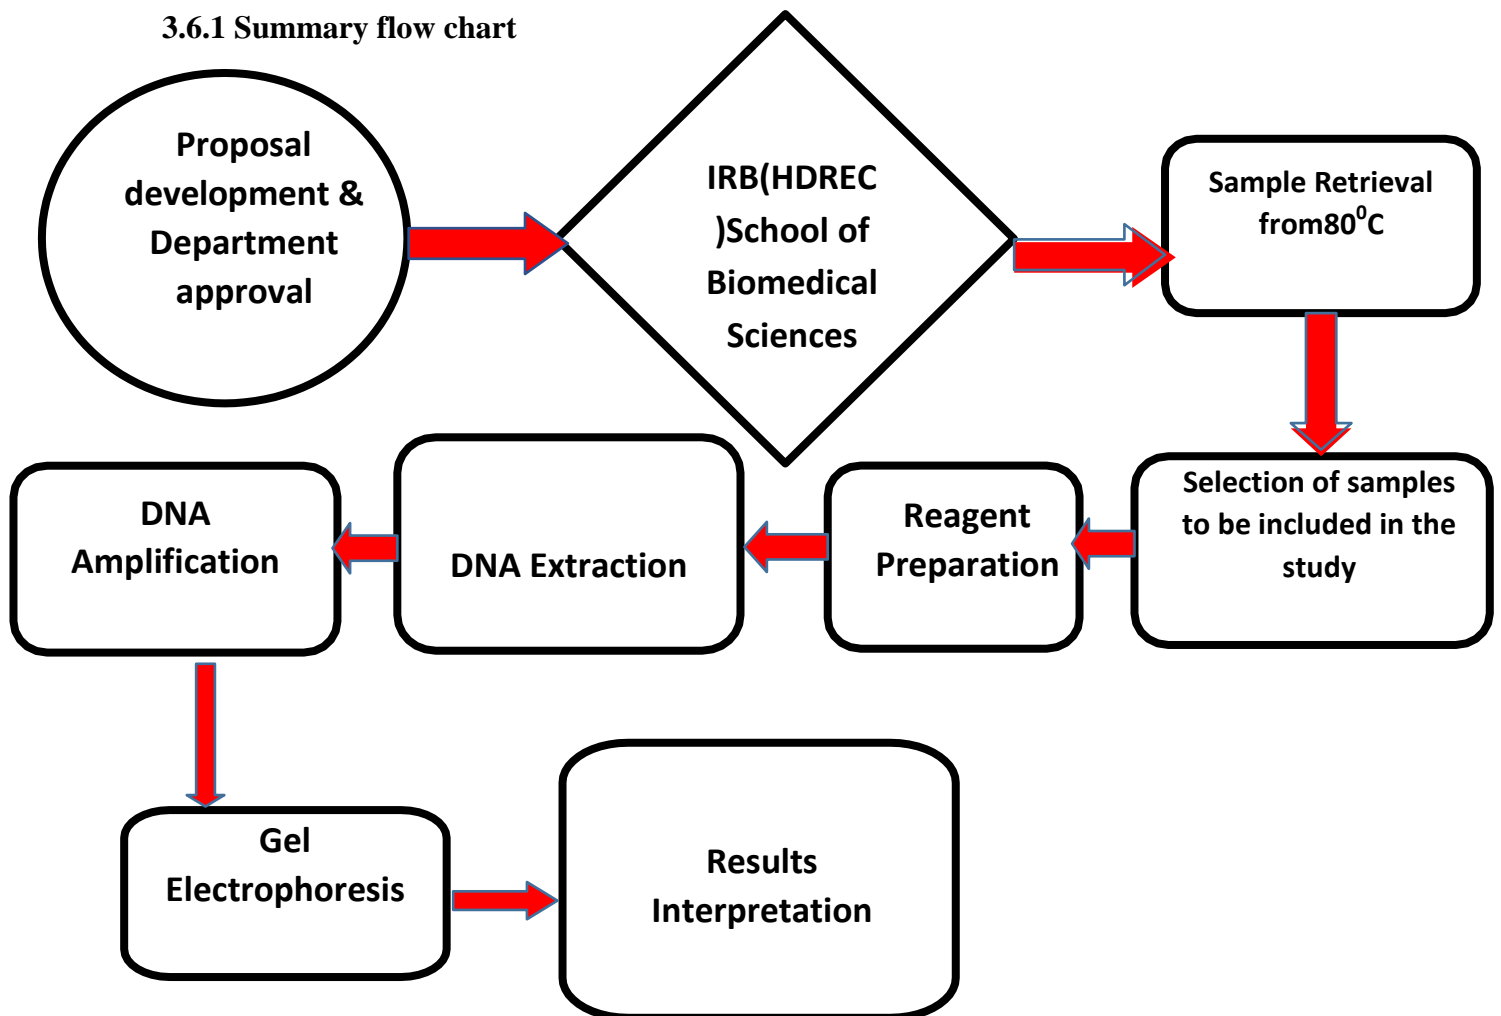 3.6.1 Summary flow chart
Proposal
development &
Department
approval
IRB(HDREC
)School of
Biomedical
Sciences
Sample Retrieval
from80⁰C
Selection of samples
to be included in the
study
Reagent
Preparation
DNA Extraction
DNA
Amplification
Gel
Electrophoresis
Results
Interpretation